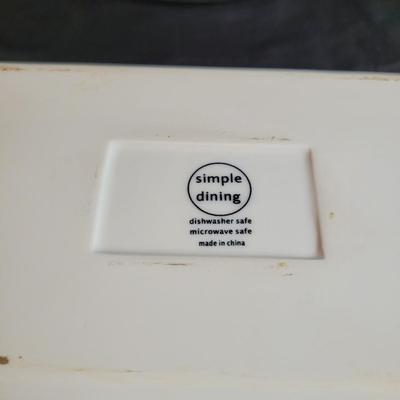 simple
dining
dishwasher safe
microwave safe
made in china